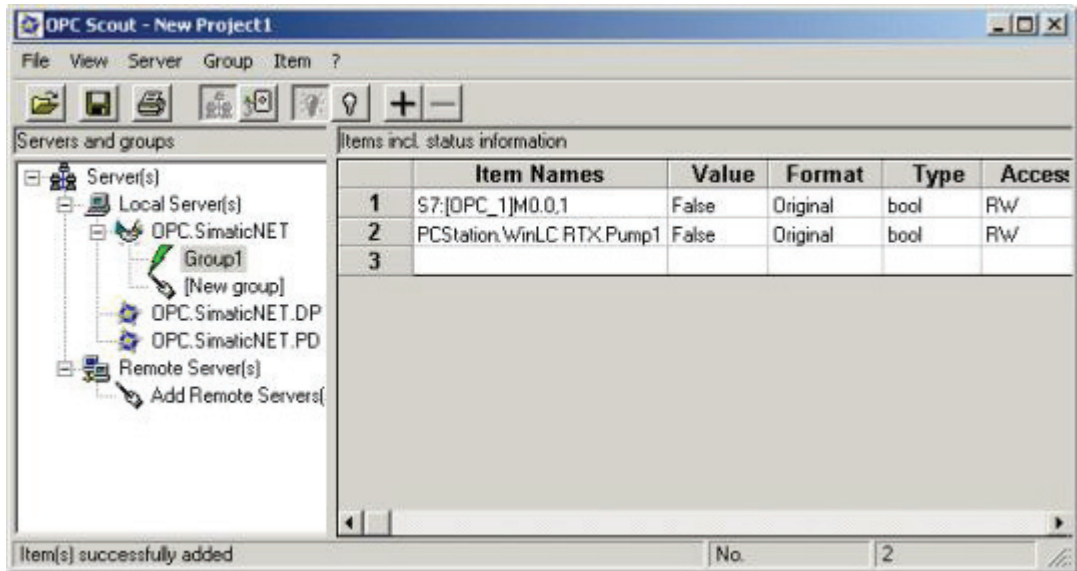 OPC Scout - New Project1
File View Server Group Item ?
Servers and groups
Items incl. status information
Server(s)
Local Server(s)
OPC.SimaticNET
Group1
[New group]
OPC.SimaticNET.DP
OPC.SimaticNET.PD
Remote Server(s)
Add Remote Servers(
Item Names Value Format Type Access
1 S7:[OPC_1]M0.0,1 False Original bool RW
2 PCStation.WinLC RTX.Pump1 False Original bool RW
3
Item(s) successfully added No. 2